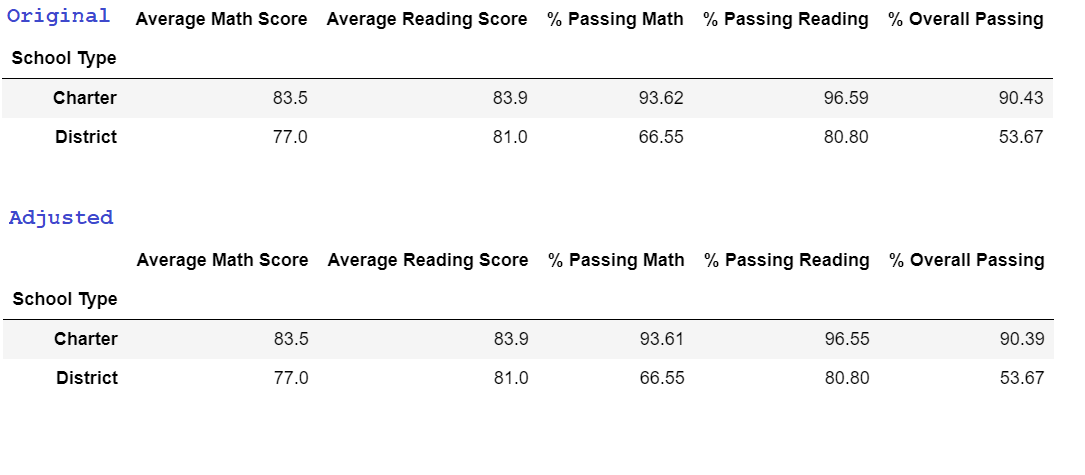 Original Average Math Score Average Reading Score % Passing Math % Passing Reading % Overall Passing
School Type
Charter 83.5 83.9 93.62 96.59 90.43
District 77.0 81.0 66.55 80.80 53.67
Adjusted
Average Math Score Average Reading Score % Passing Math % Passing Reading % Overall Passing
School Type
Charter 83.5 83.9 93.61 96.55 90.39
District 77.0 81.0 66.55 80.80 53.67